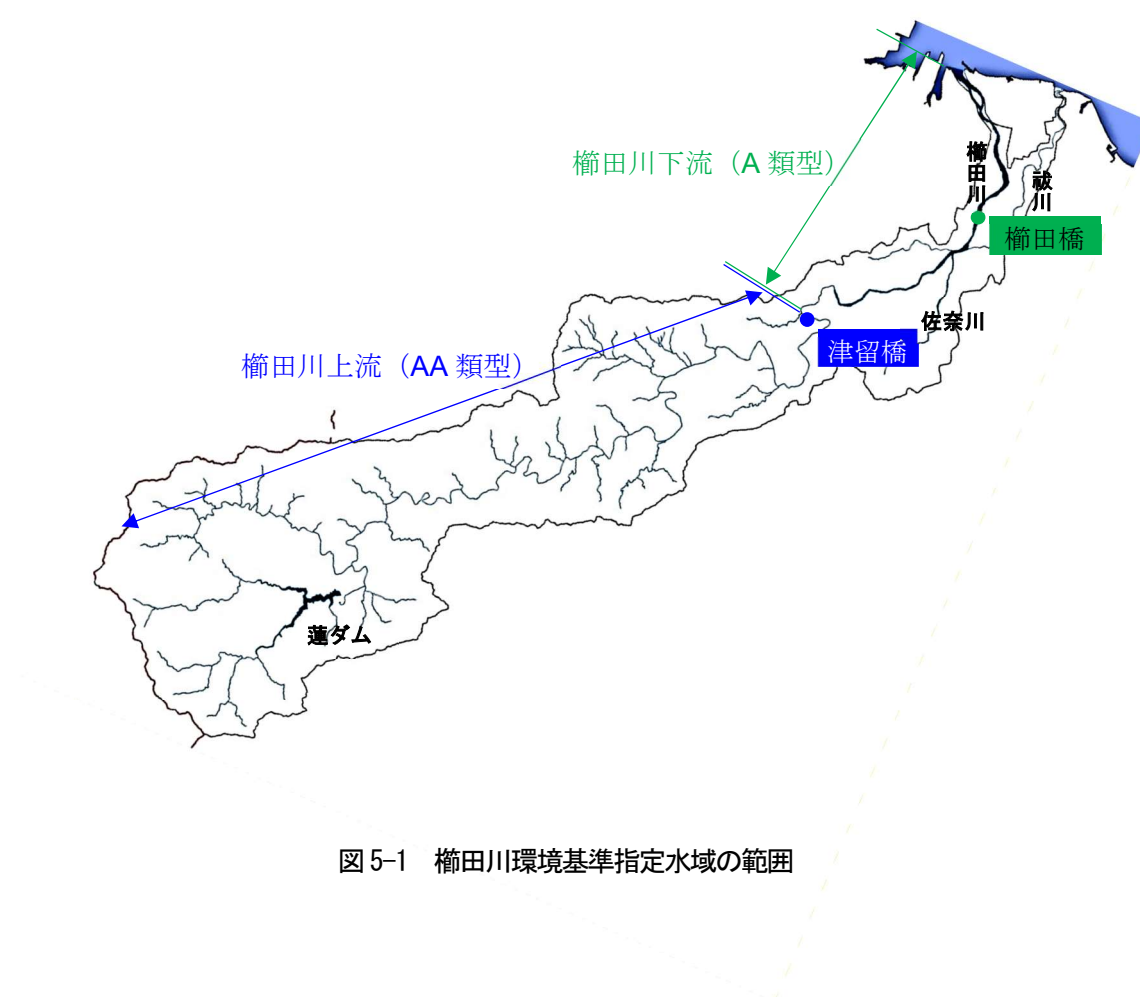 櫛田川下流（A 類型）
櫛田川
祓川
櫛田橋
佐奈川
津留橋
櫛田川上流（AA 類型）
蓮ダム
図 5-1　櫛田川環境基準指定水域の範囲